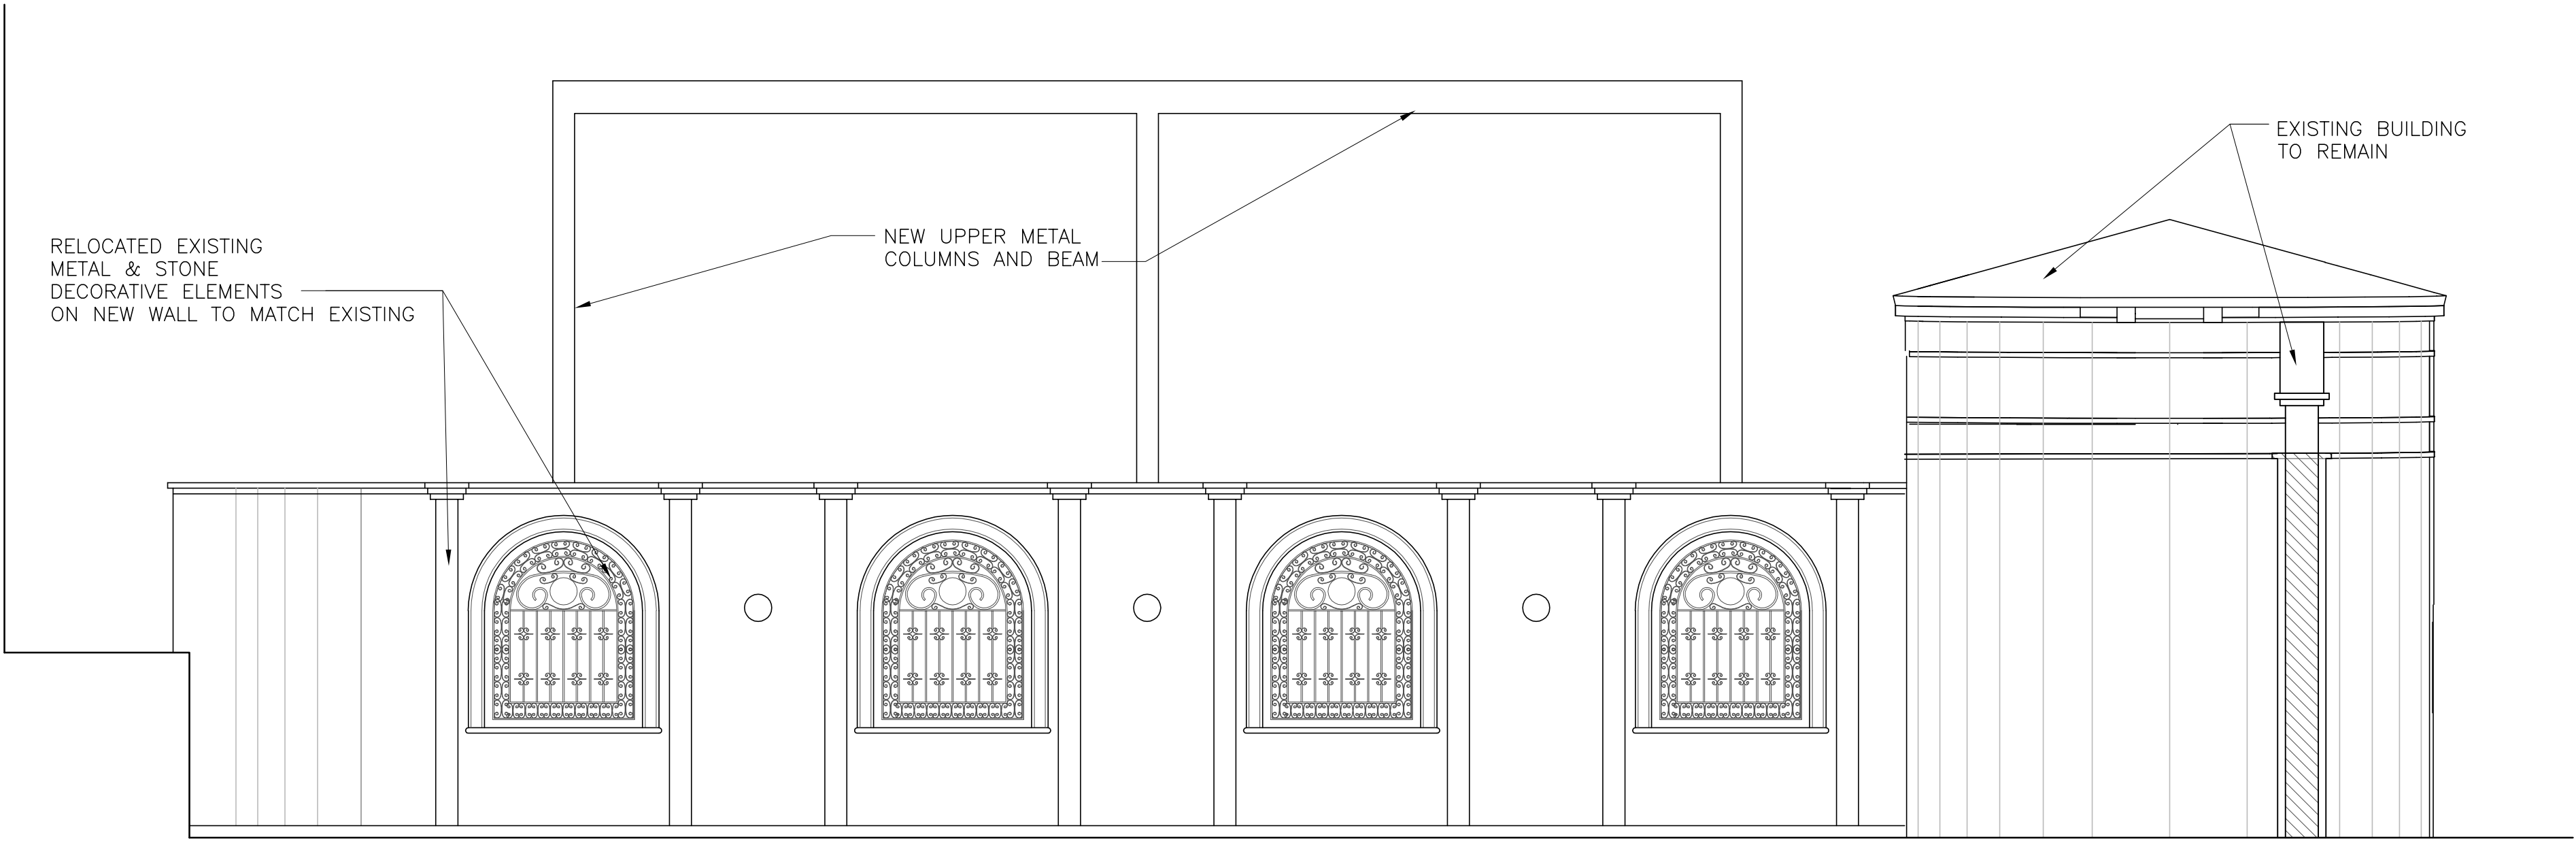 EXISTING BUILDING
TO REMAIN
NEW UPPER METAL
COLUMNS AND BEAM
RELOCATED EXISTING
METAL & STONE
DECORATIVE ELEMENTS
ON NEW WALL TO MATCH EXISTING